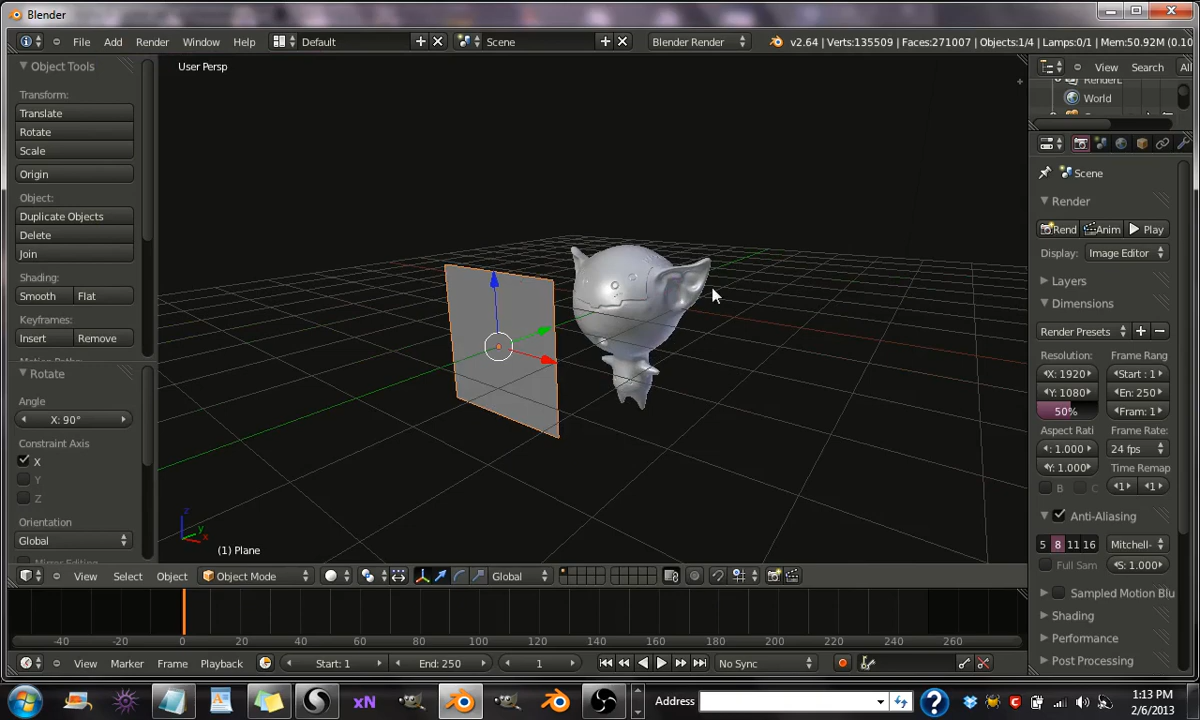 Blender
File Add Render Window Help Default Scene Blender Render v2.64 | Verts:135509 | Faces:271007 | Objects:1/4 | Lamps:0/1 | Mem:50.92M (0.10
Object Tools
Transform:
Translate
Rotate
Scale
Origin
Object:
Duplicate Objects
Delete
Join
Shading:
Smooth Flat
Keyframes:
Insert Remove
Rotate
Angle
X: 90°
Constraint Axis
X
Y
Z
Orientation
Global
User Persp
z
y
x
(1) Plane
View Select Object Object Mode Global
View Search All
World
Scene
Render
Rend Anim Play
Display: Image Editor
Layers
Dimensions
Render Presets
Resolution: Frame Rang
X: 1920 Start : 1
Y: 1080 En: 250
50% Fram: 1
Aspect Rati Frame Rate:
: 1.000 24 fps
Y: 1.000 Time Remap
B C 1 1
Anti-Aliasing
5 8 11 16 Mitchell-
Full Sam S: 1.000
Sampled Motion Blu
Shading
Performance
Post Processing
-40 -20 0 20 40 60 80 100 120 140 160 180 200 220 240 260
View Marker Frame Playback Start: 1 End: 250 1 No Sync
xN Address ? 1:13 PM
2/6/2013